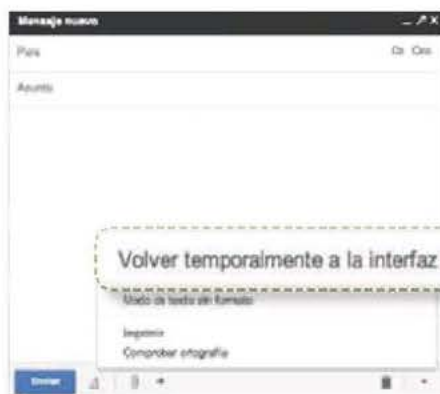 Mensaje nuevo
Para Cc Cco
Asunto
Volver temporalmente a la interfaz
Modo de texto sin formato
Imprimir
Comprobar ortografía
Enviar